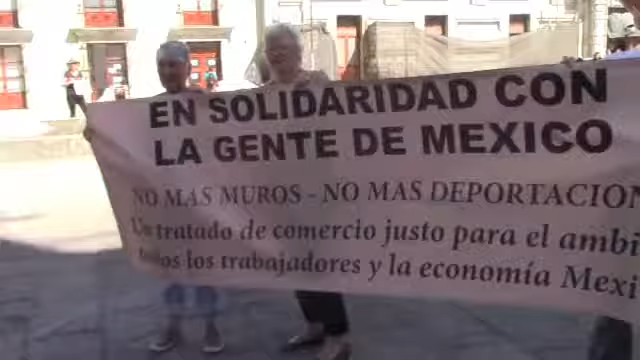 EN SOLIDARIDAD CON
LA GENTE DE MEXICO
NO MAS MUROS - NO MAS DEPORTACION
Un tratado de comercio justo para el ambi
todos los trabajadores y la economía Mexi